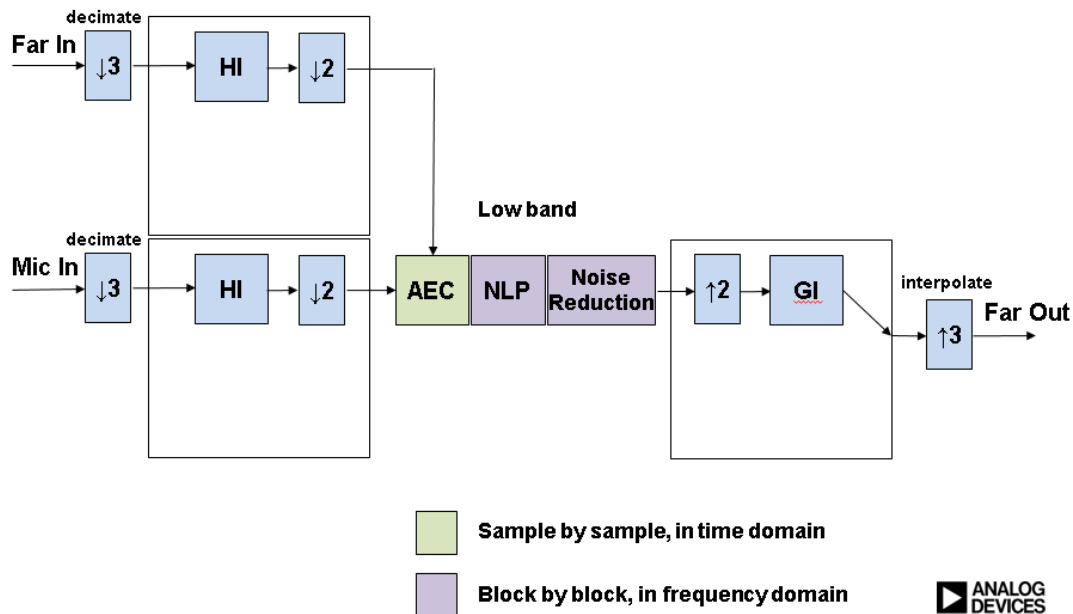 decimate
Far In
↓3
HI
↓2
Low band
decimate
Mic In
↓3
HI
↓2
AEC
NLP
Noise
Reduction
↑2
GI
interpolate
↑3
Far Out
Sample by sample, in time domain
Block by block, in frequency domain
ANALOG
DEVICES